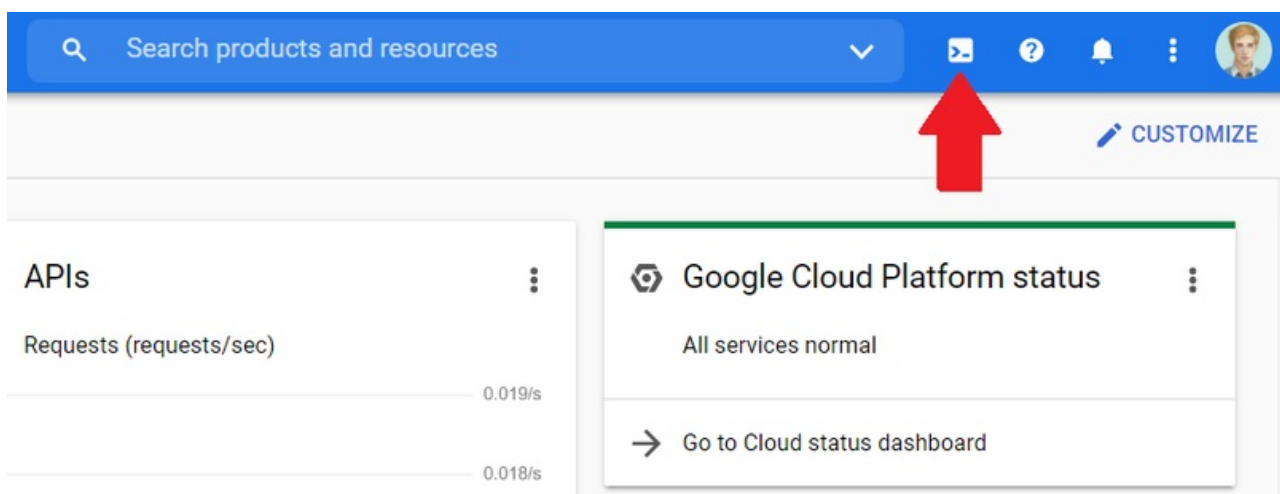 Search products and resources
CUSTOMIZE
APIs
Requests (requests/sec)
0.019/s
0.018/s
Google Cloud Platform status
All services normal
Go to Cloud status dashboard